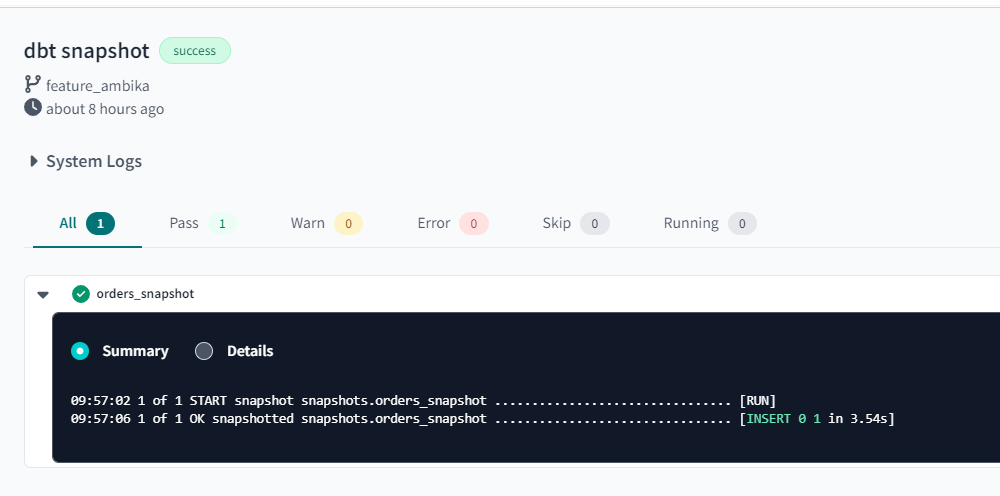 dbt snapshot success
feature_ambika
about 8 hours ago
System Logs
All 1 Pass 1 Warn 0 Error 0 Skip 0 Running 0
orders_snapshot
Summary Details
09:57:02 1 of 1 START snapshot snapshots.orders_snapshot ................................ [RUN]
09:57:06 1 of 1 OK snapshotted snapshots.orders_snapshot ................................ [INSERT 0 1 in 3.54s]